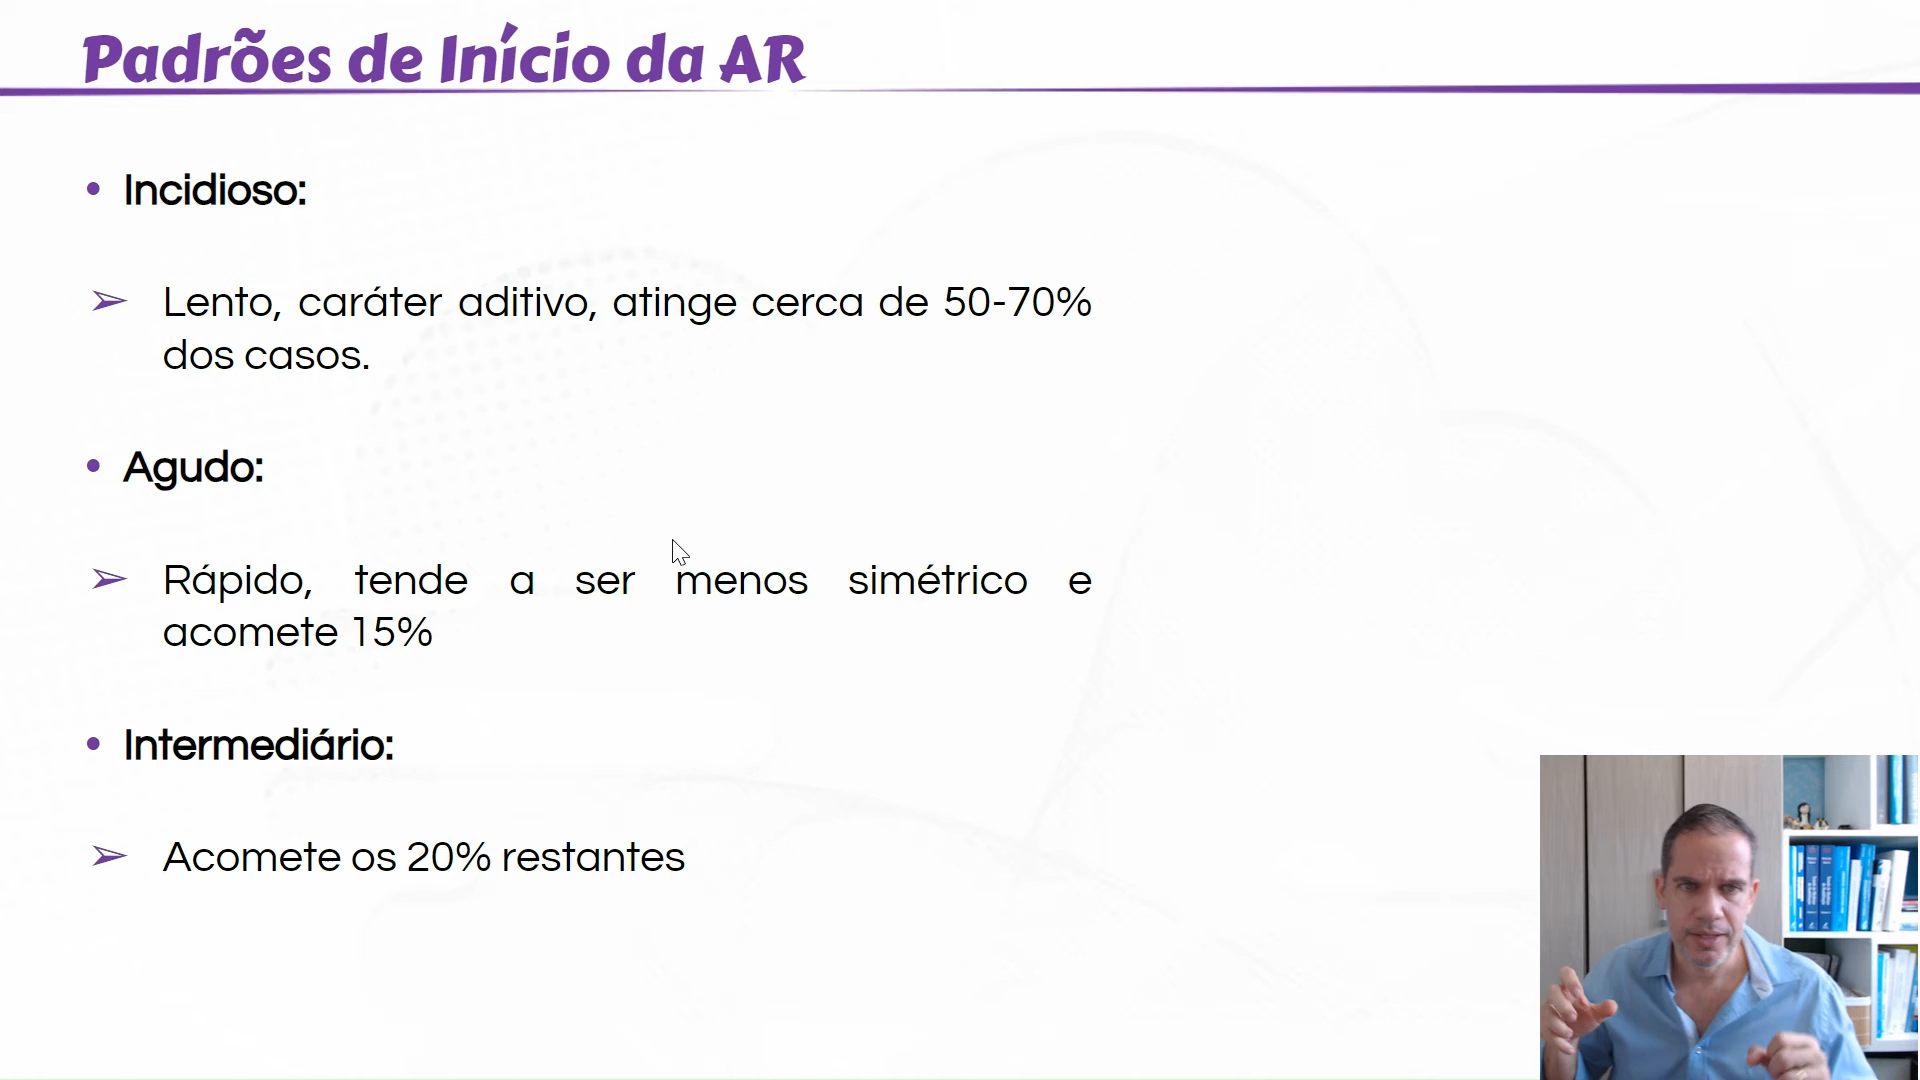 Padrões de Início da AR
• Incidioso:
➢ Lento, caráter aditivo, atinge cerca de 50-70%
dos casos.
• Agudo:
➢ Rápido, tende a ser menos simétrico e
acomete 15%
• Intermediário:
➢ Acomete os 20% restantes